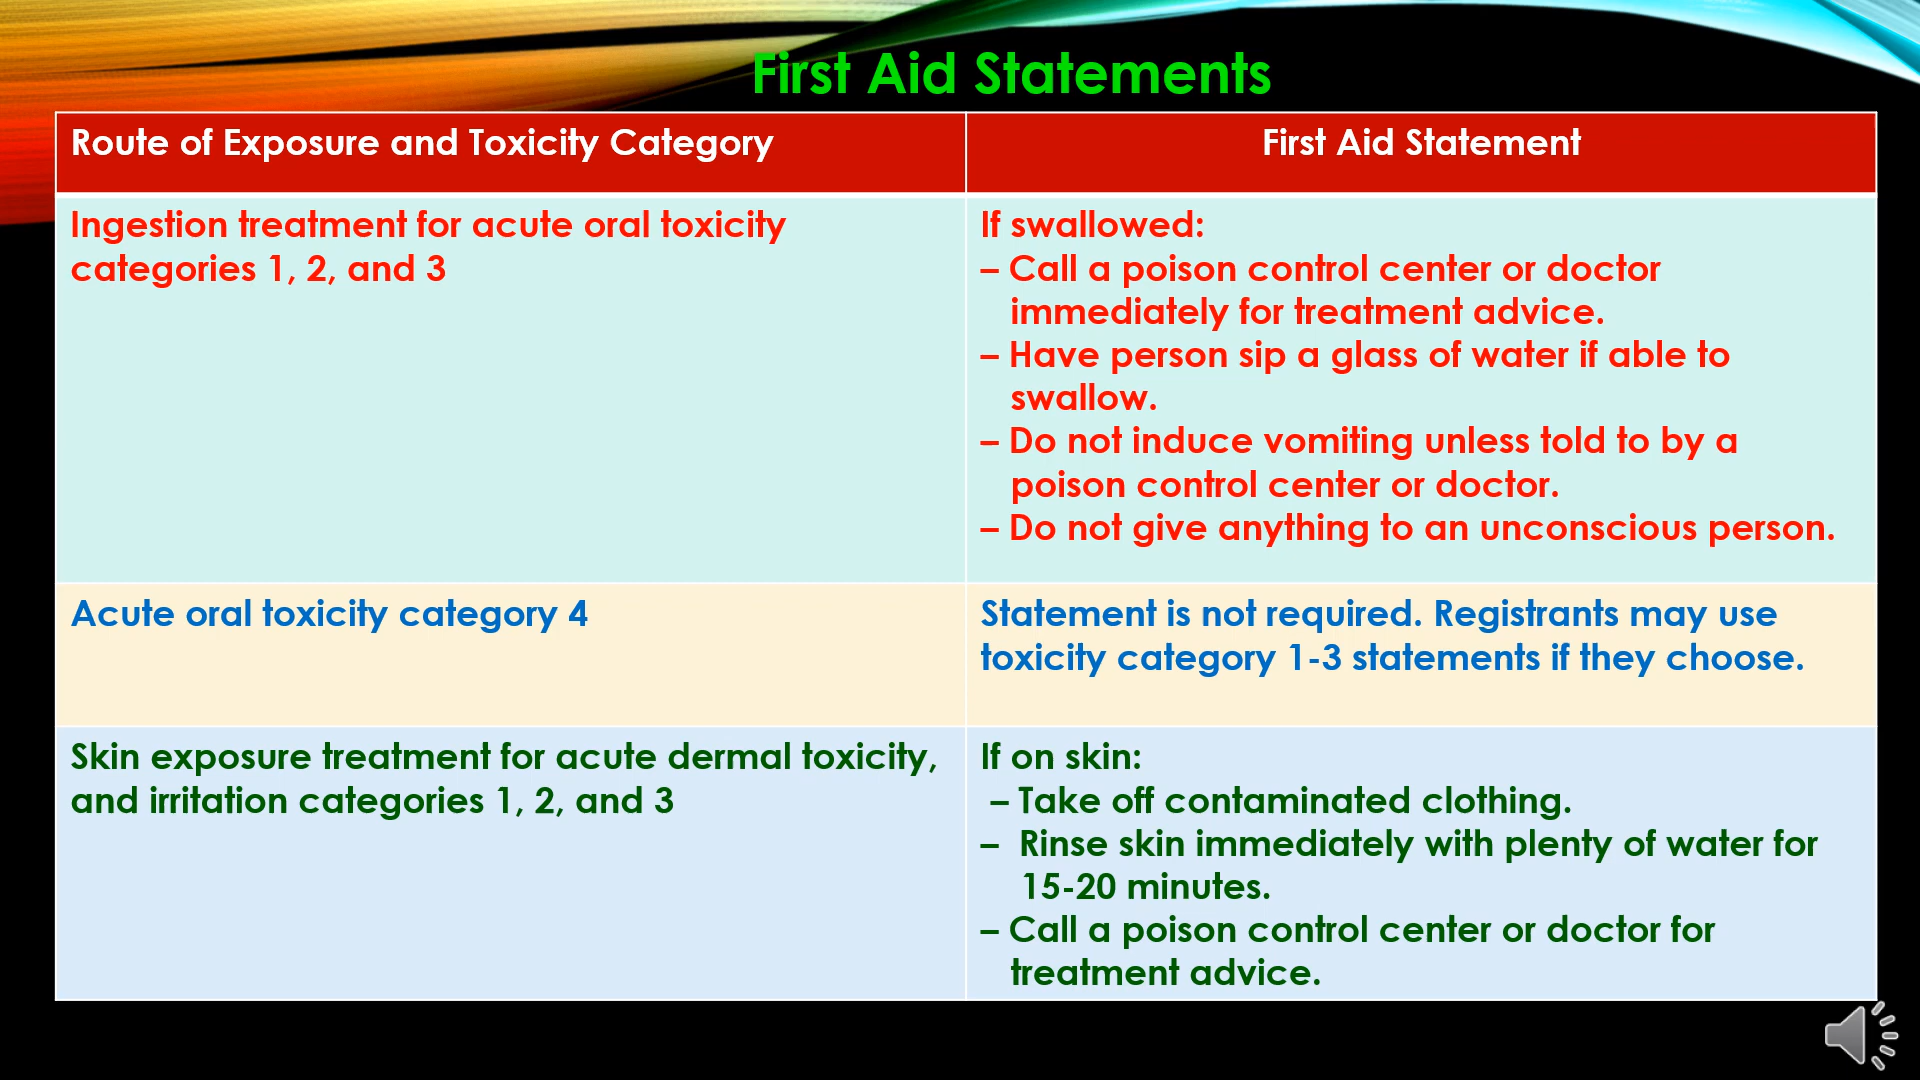 First Aid Statements
Route of Exposure and Toxicity Category
First Aid Statement
Ingestion treatment for acute oral toxicity
categories 1, 2, and 3
If swallowed:
– Call a poison control center or doctor
immediately for treatment advice.
– Have person sip a glass of water if able to
swallow.
– Do not induce vomiting unless told to by a
poison control center or doctor.
– Do not give anything to an unconscious person.
Acute oral toxicity category 4
Statement is not required. Registrants may use
toxicity category 1-3 statements if they choose.
Skin exposure treatment for acute dermal toxicity,
and irritation categories 1, 2, and 3
If on skin:
– Take off contaminated clothing.
– Rinse skin immediately with plenty of water for
15-20 minutes.
– Call a poison control center or doctor for
treatment advice.